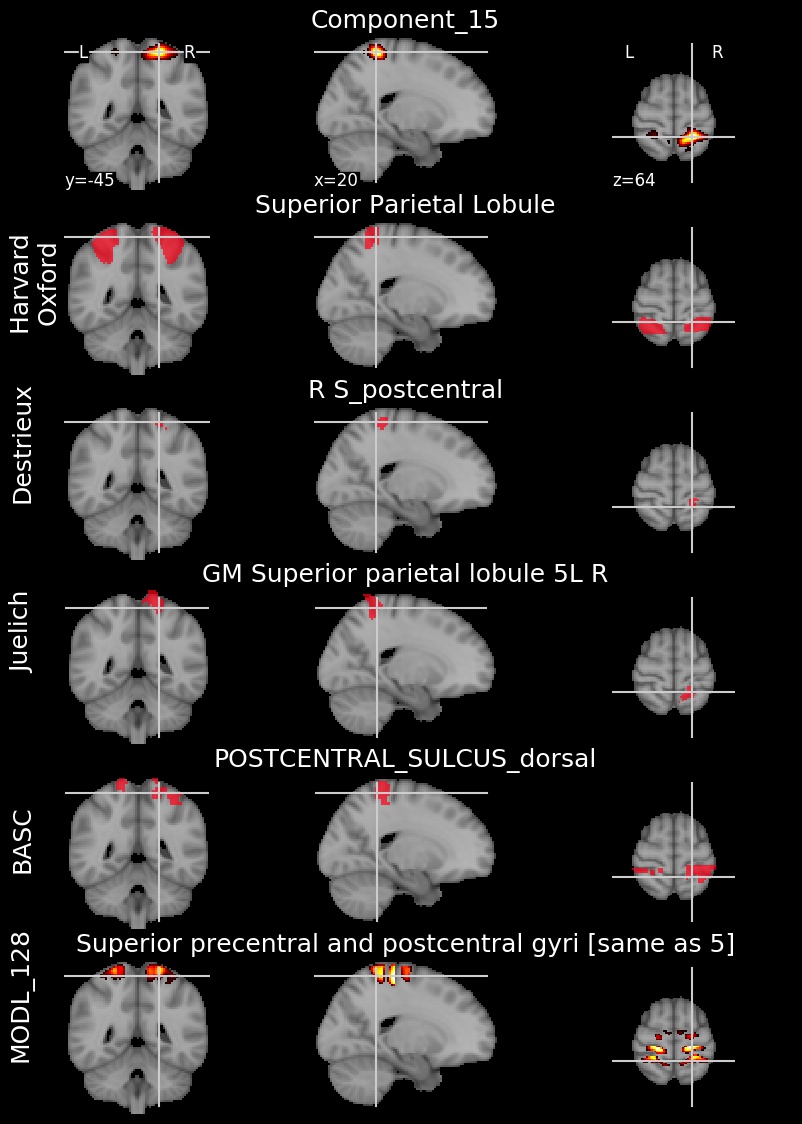 Component_15
L R L R
y=-45 x=20 z=64
Superior Parietal Lobule
Harvard
Oxford
R S_postcentral
Destrieux
GM Superior parietal lobule 5L R
Juelich
POSTCENTRAL_SULCUS_dorsal
BASC
Superior precentral and postcentral gyri [same as 5]
MODL_128